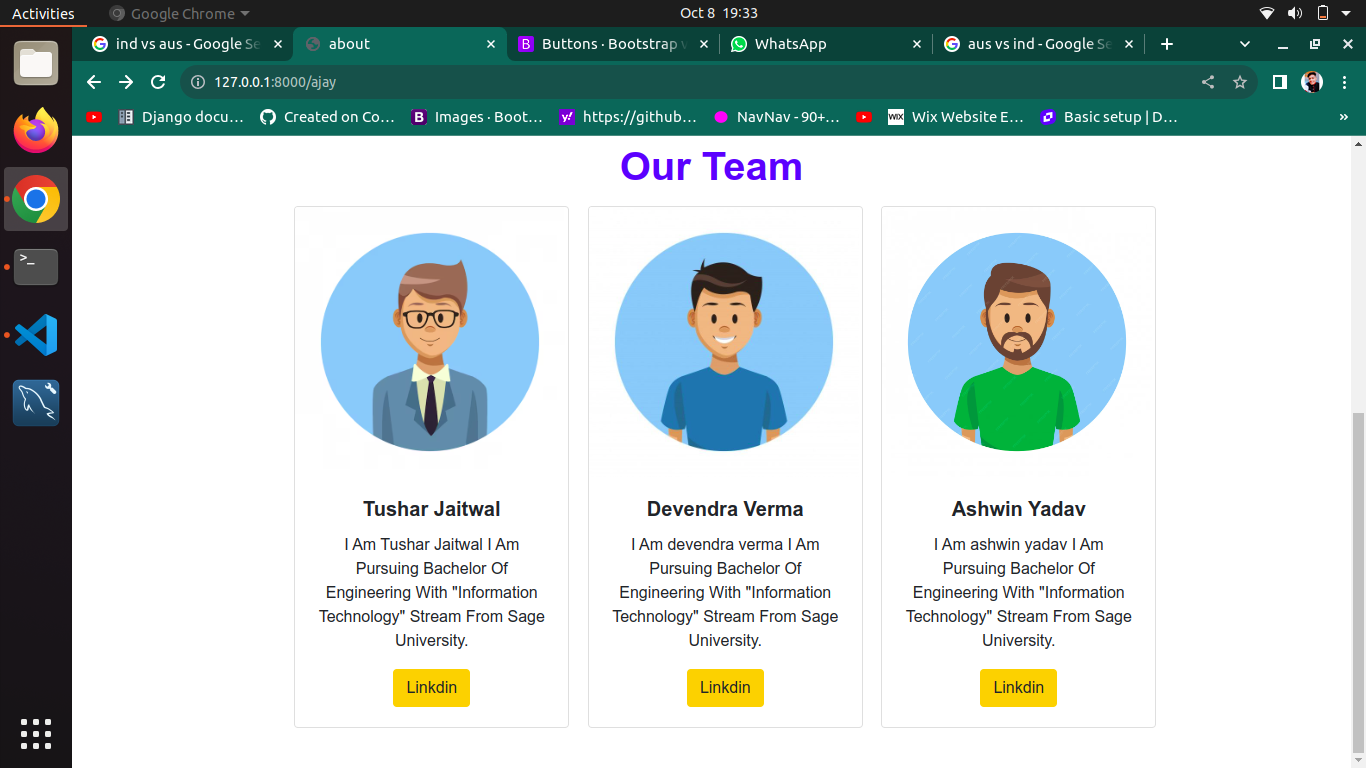 Activities
Google Chrome
Oct 8 19:33
ind vs aus - Google Se
about
Buttons · Bootstrap v
WhatsApp
aus vs ind - Google Se
127.0.0.1:8000/ajay
Django docu…
Created on Co…
Images · Boot…
https://github…
NavNav - 90+…
WIX
Wix Website E…
Basic setup | D…
»
Our Team
Tushar Jaitwal
I Am Tushar Jaitwal I Am
Pursuing Bachelor Of
Engineering With "Information
Technology" Stream From Sage
University.
Linkdin
Devendra Verma
I Am devendra verma I Am
Pursuing Bachelor Of
Engineering With "Information
Technology" Stream From Sage
University.
Linkdin
Ashwin Yadav
I Am ashwin yadav I Am
Pursuing Bachelor Of
Engineering With "Information
Technology" Stream From Sage
University.
Linkdin